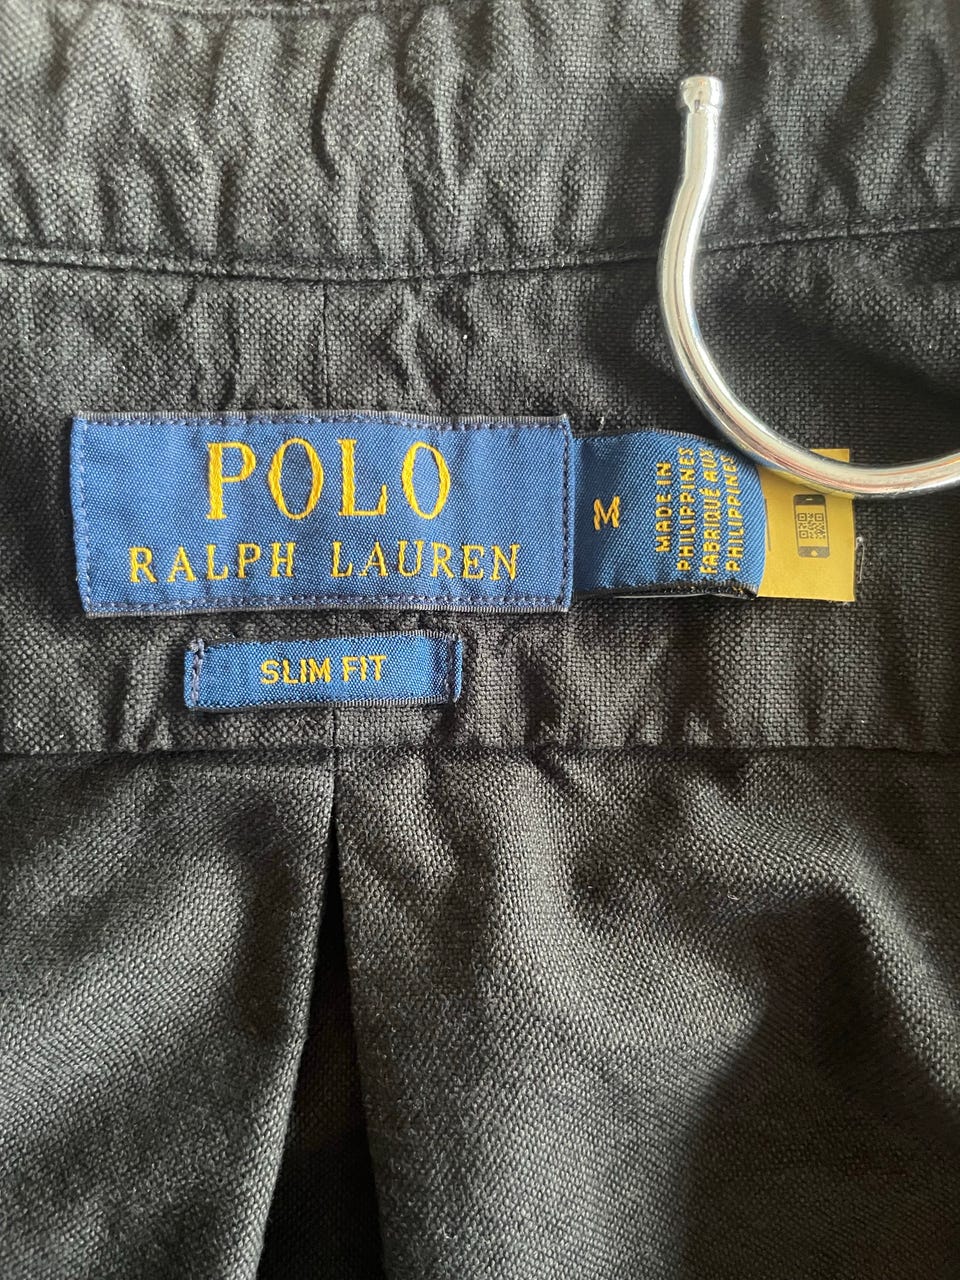 POLO
RALPH LAUREN
M
MADE IN
PHILIPPINES
FABRIQUÉ AUX
PHILIPPINES
SLIM FIT